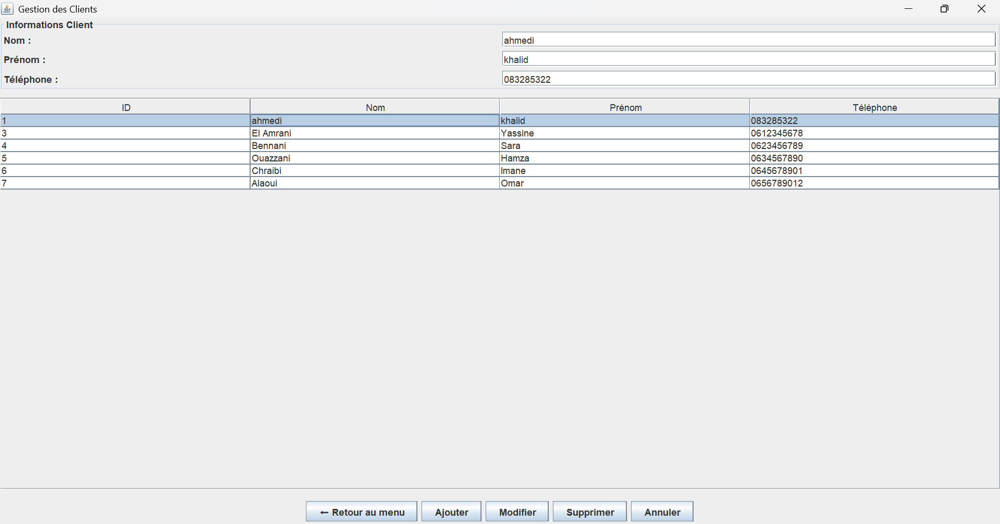 Gestion des Clients
Informations Client
Nom : ahmedi
Prénom : khalid
Téléphone : 083285322
ID Nom Prénom Téléphone
1 ahmedi khalid 083285322
3 El Amrani Yassine 0612345678
4 Bennani Sara 0623456789
5 Ouazzani Hamza 0634567890
6 Chraibi Imane 0645678901
7 Alaoui Omar 0656789012
← Retour au menu Ajouter Modifier Supprimer Annuler